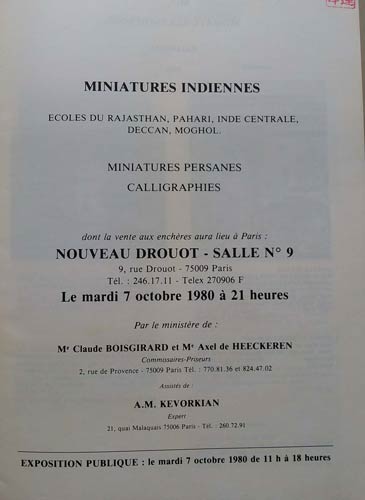 MINIATURES INDIENNES
ECOLES DU RAJASTHAN, PAHARI, INDE CENTRALE,
DECCAN, MOGHOL.
MINIATURES PERSANES
CALLIGRAPHIES
dont la vente aux enchères aura lieu à Paris :
NOUVEAU DROUOT - SALLE N° 9
9, rue Drouot - 75009 Paris
Tél. : 246.17.11 - Telex 270906 F
Le mardi 7 octobre 1980 à 21 heures
Par le ministère de :
Mᵉ Claude BOISGIRARD et Mᵉ Axel de HEECKEREN
Commissaires-Priseurs
2, rue de Provence - 75009 Paris Tél. : 770.81.36 et 824.47.02
Assistés de :
A.M. KEVORKIAN
Expert
21, quai Malaquais 75006 Paris - Tél. : 260.72.91
EXPOSITION PUBLIQUE : le mardi 7 octobre 1980 de 11 h à 18 heures